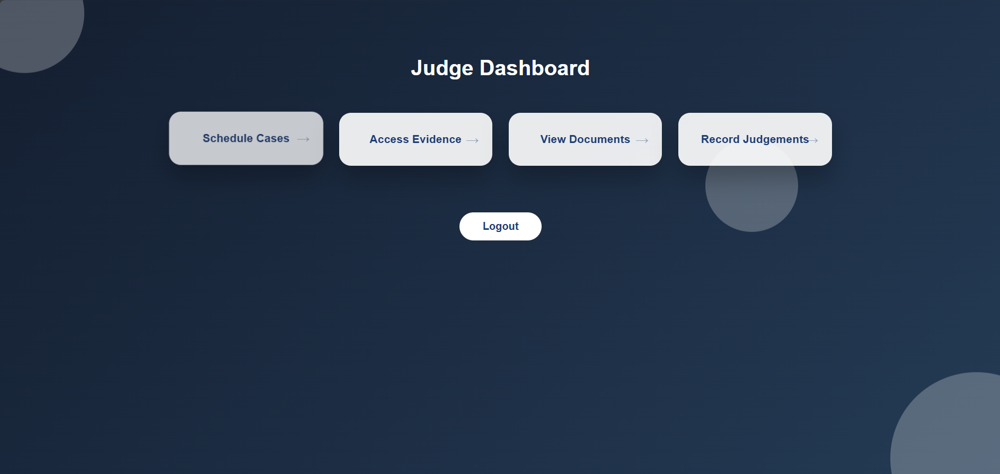 Judge Dashboard
Schedule Cases →
Access Evidence →
View Documents →
Record Judgements →
Logout